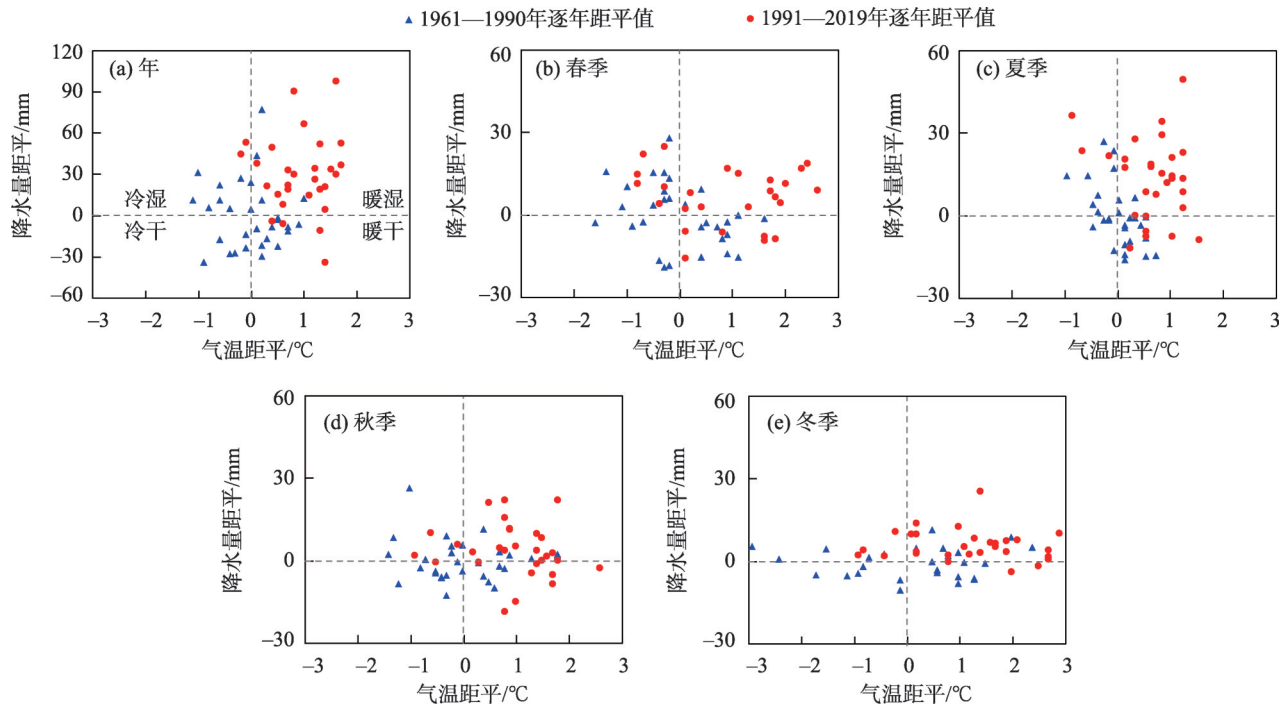 ▲ 1961—1990年逐年距平值 ● 1991—2019年逐年距平值
(a) 年
降水量距平/mm
120
90
60
30
0
−30
−60
冷湿 暖湿
冷干 暖干
−3 −2 −1 0 1 2 3
气温距平/℃
(b) 春季
降水量距平/mm
60
30
0
−30
−3 −2 −1 0 1 2 3
气温距平/℃
(c) 夏季
降水量距平/mm
60
30
0
−30
−3 −2 −1 0 1 2 3
气温距平/℃
(d) 秋季
降水量距平/mm
60
30
0
−30
−3 −2 −1 0 1 2 3
气温距平/℃
(e) 冬季
降水量距平/mm
60
30
0
−30
−3 −2 −1 0 1 2 3
气温距平/℃